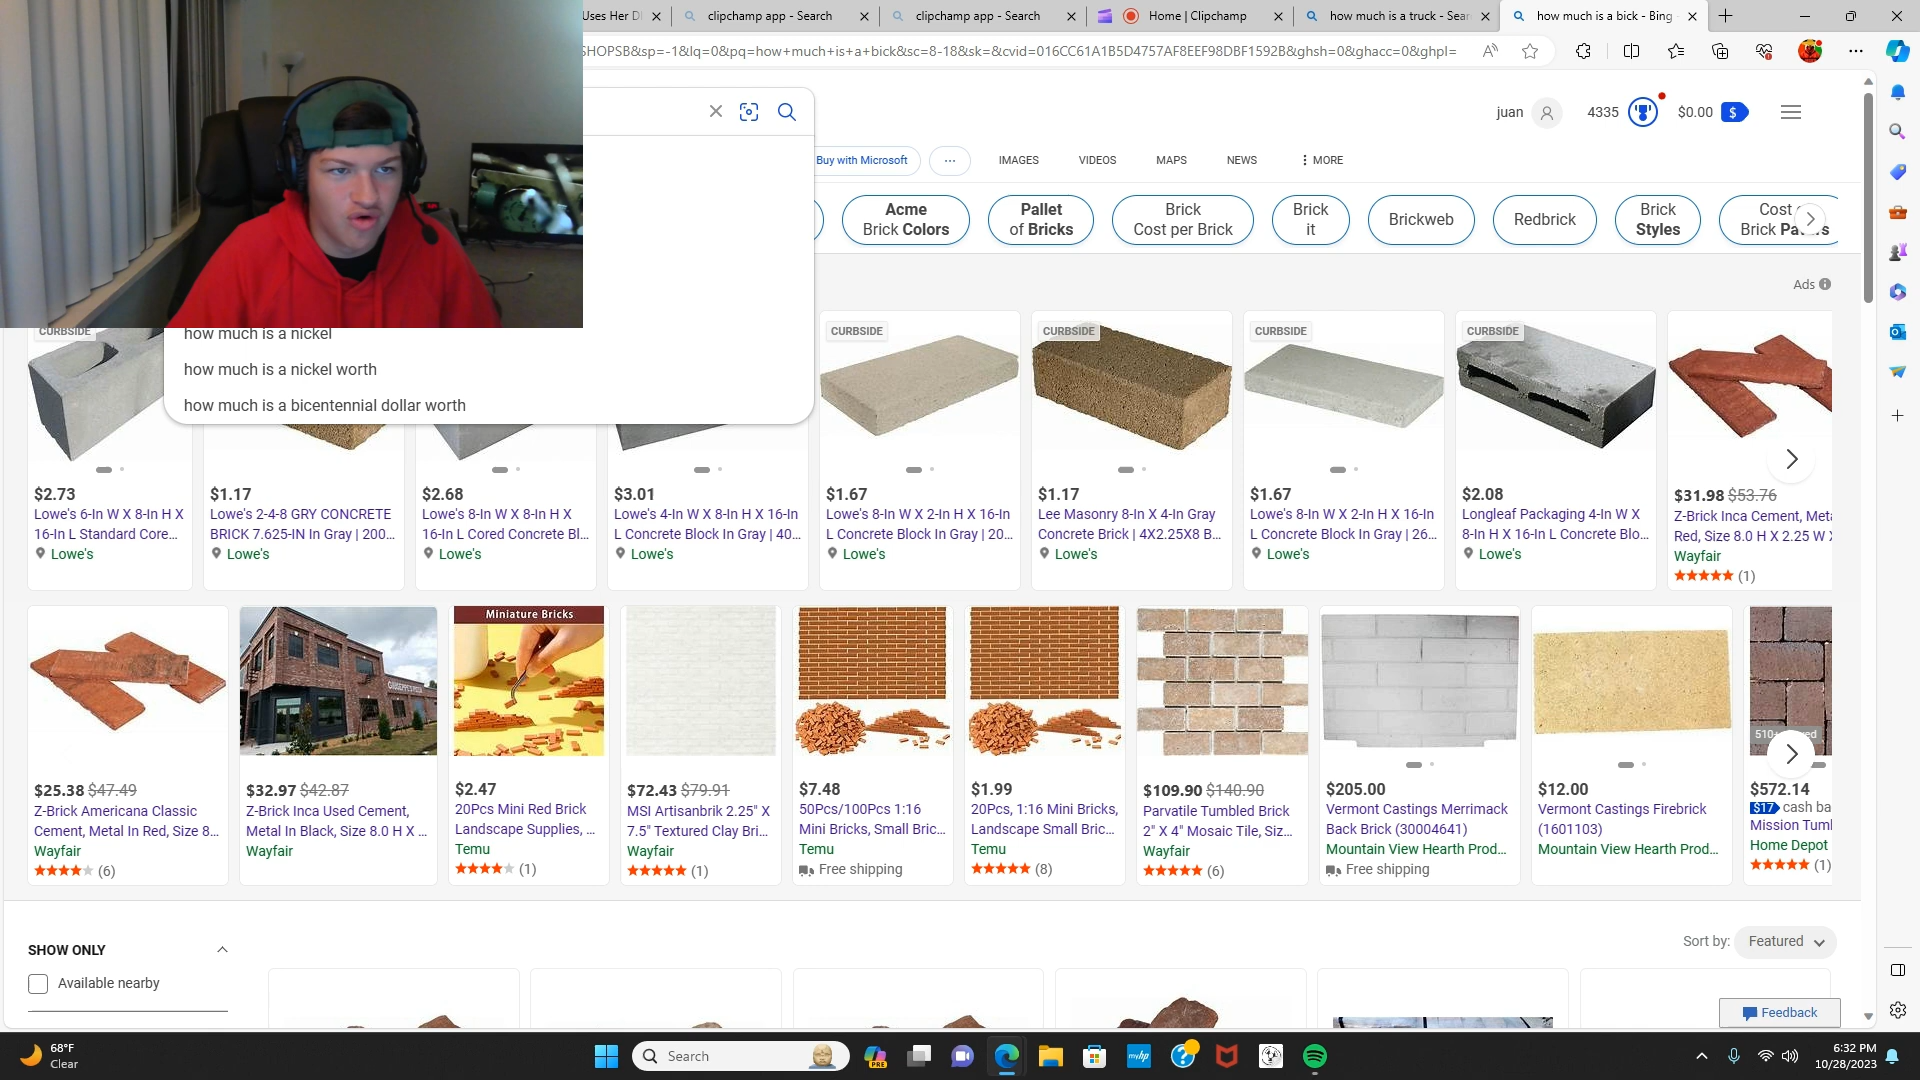 Uses Her D
clipchamp app - Search
clipchamp app - Search
Home | Clipchamp
how much is a truck - Sear
how much is a bick - Bing
SHOPSB&sp=-1&lq=0&pq=how+much+is+a+bick&sc=8-18&sk=&cvid=016CC61A1B5D4757AF8EEF98DBF1592B&ghsh=0&ghacc=0&ghpl=
juan
4335
$0.00
Buy with Microsoft
IMAGES
VIDEOS
MAPS
NEWS
MORE
Acme
Brick Colors
Pallet
of Bricks
Brick
Cost per Brick
Brick
it
Brickweb
Redbrick
Brick
Styles
Cost
Brick Pavers
Ads
how much is a nickel
how much is a nickel worth
how much is a bicentennial dollar worth
CURBSIDE
CURBSIDE
CURBSIDE
CURBSIDE
CURBSIDE
$2.73
Lowe's 6-In W X 8-In H X
16-In L Standard Core...
Lowe's
$1.17
Lowe's 2-4-8 GRY CONCRETE
BRICK 7.625-IN In Gray | 200...
Lowe's
$2.68
Lowe's 8-In W X 8-In H X
16-In L Cored Concrete Bl...
Lowe's
$3.01
Lowe's 4-In W X 8-In H X 16-In
L Concrete Block In Gray | 40...
Lowe's
$1.67
Lowe's 8-In W X 2-In H X 16-In
L Concrete Block In Gray | 20...
Lowe's
$1.17
Lee Masonry 8-In X 4-In Gray
Concrete Brick | 4X2.25X8 B...
Lowe's
$1.67
Lowe's 8-In W X 2-In H X 16-In
L Concrete Block In Gray | 26...
Lowe's
$2.08
Longleaf Packaging 4-In W X
8-In H X 16-In L Concrete Blo...
Lowe's
$31.98 $53.76
Z-Brick Inca Cement, Meta
Red, Size 8.0 H X 2.25 W X
Wayfair
(1)
GIUSEPPE'S PIZZA
Miniature Bricks
510+
$25.38 $47.49
Z-Brick Americana Classic
Cement, Metal In Red, Size 8...
Wayfair
(6)
$32.97 $42.87
Z-Brick Inca Used Cement,
Metal In Black, Size 8.0 H X ...
Wayfair
$2.47
20Pcs Mini Red Brick
Landscape Supplies, ...
Temu
(1)
$72.43 $79.91
MSI Artisanbrik 2.25" X
7.5" Textured Clay Bri...
Wayfair
(1)
$7.48
50Pcs/100Pcs 1:16
Mini Bricks, Small Bric...
Temu
Free shipping
$1.99
20Pcs, 1:16 Mini Bricks,
Landscape Small Bric...
Temu
(8)
$109.90 $140.90
Parvatile Tumbled Brick
2" X 4" Mosaic Tile, Siz...
Wayfair
(6)
$205.00
Vermont Castings Merrimack
Back Brick (30004641)
Mountain View Hearth Prod...
Free shipping
$12.00
Vermont Castings Firebrick
(1601103)
Mountain View Hearth Prod...
$572.14
$17 cash ba
Mission Tuml
Home Depot
(1)
SHOW ONLY
Available nearby
Sort by:
Featured
Feedback
68°F
Clear
Search
PRE
myhp
6:32 PM
10/28/2023